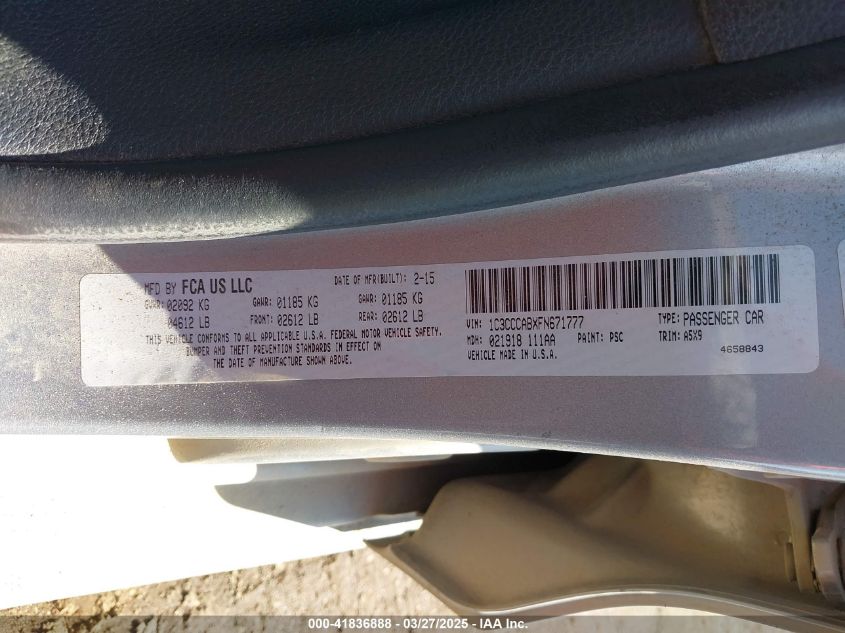 MFD BY FCA US LLC DATE OF MFR(BUILT): 2-15
GVWR: 02092 KG GAWR: 01185 KG GAWR: 01185 KG
04612 LB FRONT: 02612 LB REAR: 02612 LB
THIS VEHICLE CONFORMS TO ALL APPLICABLE U.S.A. FEDERAL MOTOR VEHICLE SAFETY,
BUMPER AND THEFT PREVENTION STANDARDS IN EFFECT ON
THE DATE OF MANUFACTURE SHOWN ABOVE.
VIN: 1C3CCCABXFN671777 TYPE: PASSENGER CAR
MDH: 021918 111AA PAINT: PSC TRIM: A5X9
VEHICLE MADE IN U.S.A. 4658843
000-41836888 — 03/27/2025 — IAA Inc.